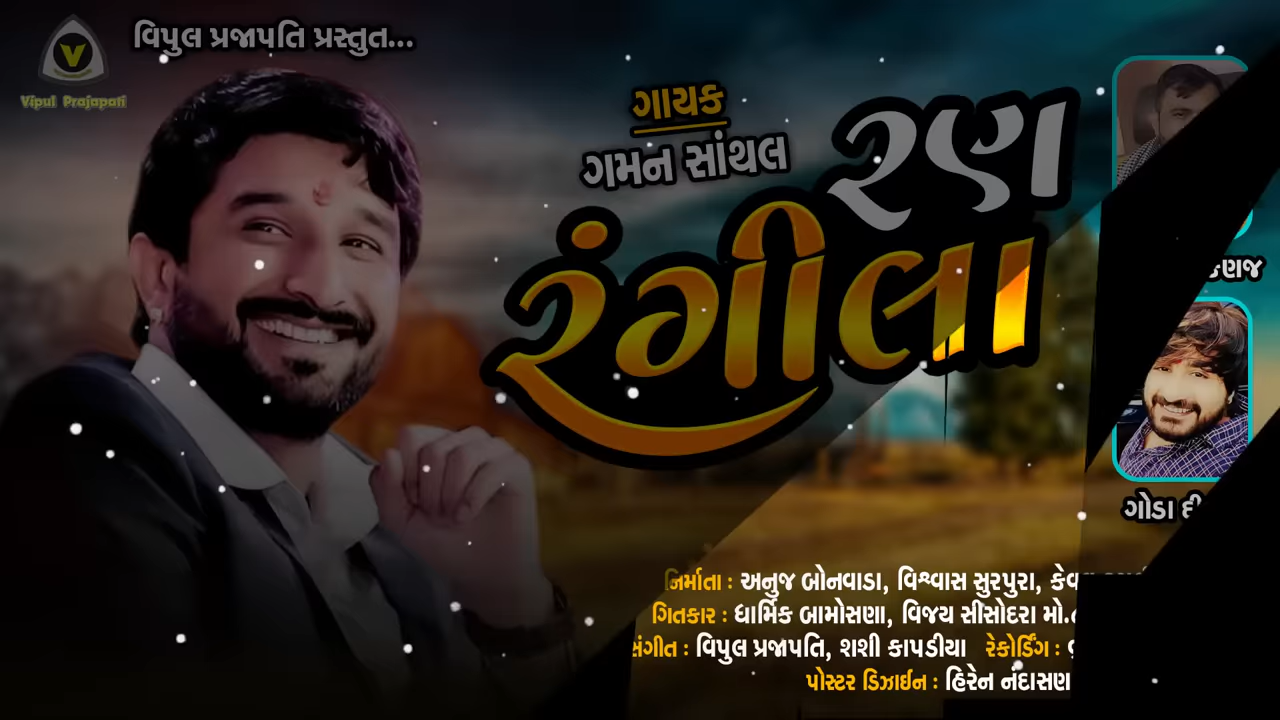 Vipul Prajapati
વિપુલ પ્રજાપતિ પ્રસ્તુત...
ગાયક
ગમન સાંથલ
રણ
રંગીલા
ગોડા
નિર્માતા : અનુજ બોનવાડા, વિશ્વાસ સુરપુરા,
ગિતકાર : ધાર્મિક બામોસણા, વિજય સીસોદરા મો.
સંગીત : વિપુલ પ્રજાપતિ, શશી કાપડીયા રેકોર્ડિંગ :
પોસ્ટર ડિઝાઈન : હિરેન નંદાસણ